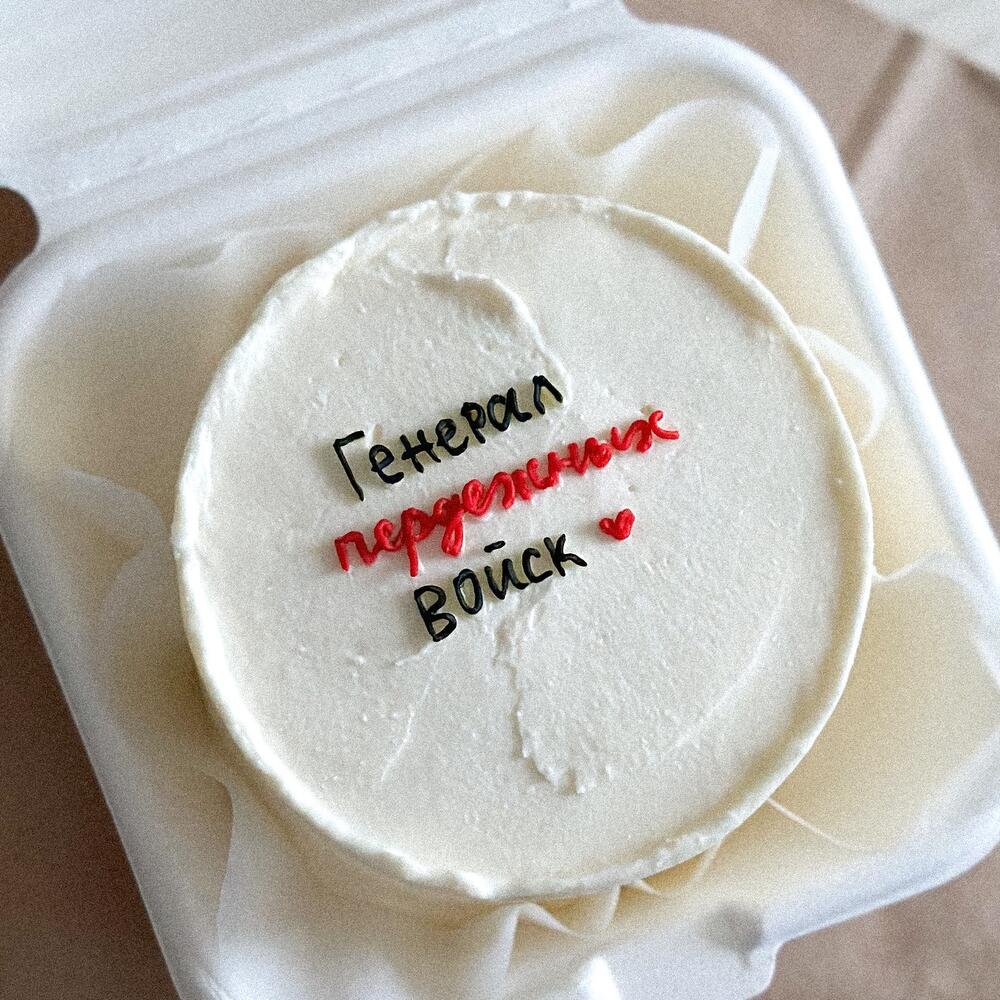 Генерал
пердежных
войск